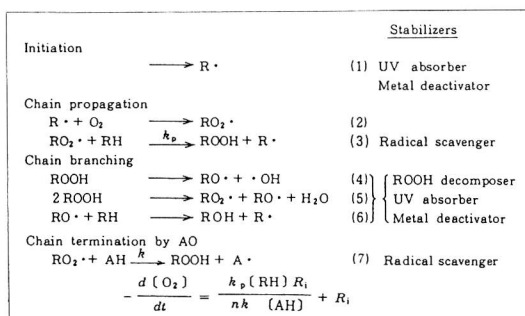 Stabilizers
Initiation
⟶ R· (1) UV absorber
Metal deactivator
Chain propagation
R· + O₂ ⟶ RO₂· (2)
RO₂· + RH ⟶ kₚ ROOH + R· (3) Radical scavenger
Chain branching
ROOH ⟶ RO· + ·OH (4) ROOH decomposer
2 ROOH ⟶ RO₂· + RO· + H₂O (5) UV absorber
RO· + RH ⟶ ROH + R· (6) Metal deactivator
Chain termination by AO
RO₂· + AH ⟶ k ROOH + A· (7) Radical scavenger
- d[O₂]/dt = kₚ[RH] Rᵢ / nk [AH] + Rᵢ